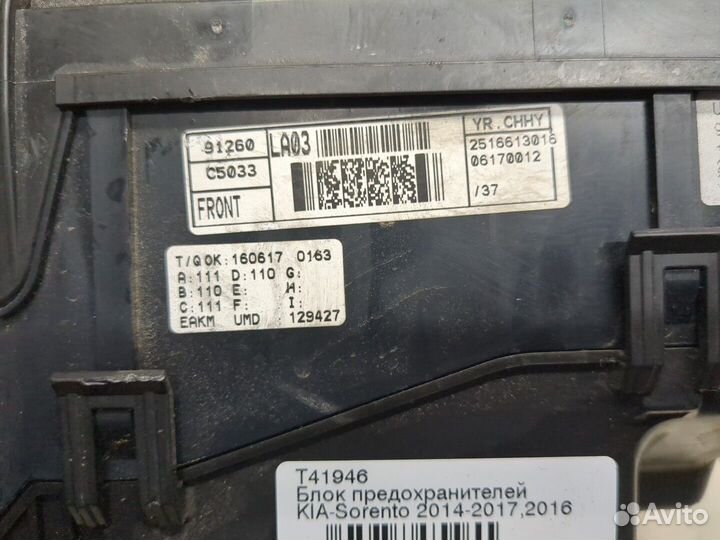 91260
C5033
FRONT
LA03
YR.CHHY
2516613016
06170012
/37
T/Q OK:160617 0163
A:111 D:110 G:
B:110 E: H:
C:111 F: I:
EAKM UMD :129427
T41946
Блок предохранителей
KIA-Sorento 2014-2017,2016
Avito